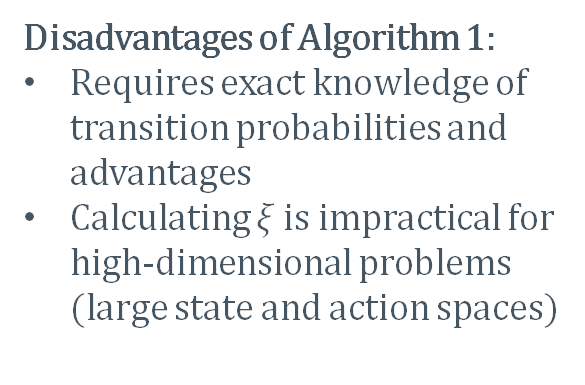 Disadvantages of Algorithm 1:
• Requires exact knowledge of
transition probabilities and
advantages
• Calculating ξ is impractical for
high-dimensional problems
(large state and action spaces)